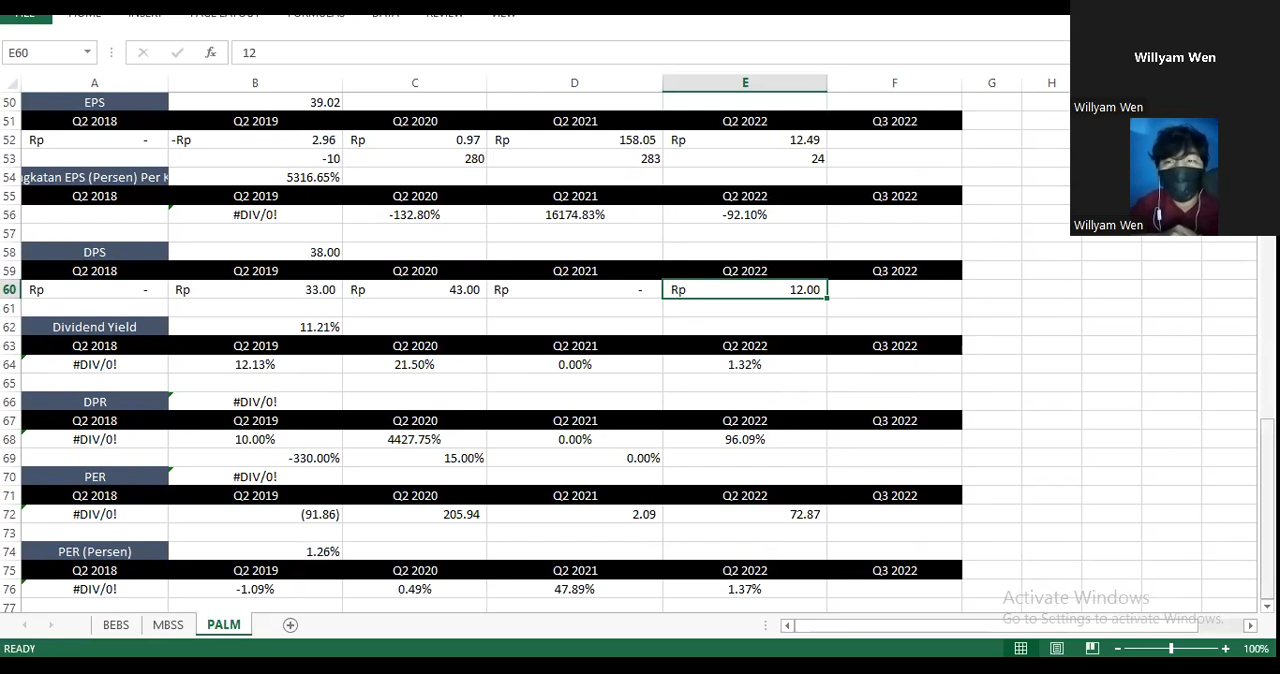 FILE HOME INSERT PAGE LAYOUT FORMULAS DATA REVIEW VIEW
E60 fx 12
A B C D E F G H
50 EPS 39.02
51 Q2 2018 Q2 2019 Q2 2020 Q2 2021 Q2 2022 Q3 2022
52 Rp - -Rp 2.96 Rp 0.97 Rp 158.05 Rp 12.49
53 -10 280 283 24
54 gkatan EPS (Persen) Per K 5316.65%
55 Q2 2018 Q2 2019 Q2 2020 Q2 2021 Q2 2022 Q3 2022
56 #DIV/0! -132.80% 16174.83% -92.10%
57
58 DPS 38.00
59 Q2 2018 Q2 2019 Q2 2020 Q2 2021 Q2 2022 Q3 2022
60 Rp - Rp 33.00 Rp 43.00 Rp - Rp 12.00
61
62 Dividend Yield 11.21%
63 Q2 2018 Q2 2019 Q2 2020 Q2 2021 Q2 2022 Q3 2022
64 #DIV/0! 12.13% 21.50% 0.00% 1.32%
65
66 DPR #DIV/0!
67 Q2 2018 Q2 2019 Q2 2020 Q2 2021 Q2 2022 Q3 2022
68 #DIV/0! 10.00% 4427.75% 0.00% 96.09%
69 -330.00% 15.00% 0.00%
70 PER #DIV/0!
71 Q2 2018 Q2 2019 Q2 2020 Q2 2021 Q2 2022 Q3 2022
72 #DIV/0! (91.86) 205.94 2.09 72.87
73
74 PER (Persen) 1.26%
75 Q2 2018 Q2 2019 Q2 2020 Q2 2021 Q2 2022 Q3 2022
76 #DIV/0! -1.09% 0.49% 47.89% 1.37%
77
BEBS MBSS PALM
READY 100%
Willyam Wen
Willyam Wen
Willyam Wen
Activate Windows
Go to Settings to activate Windows.